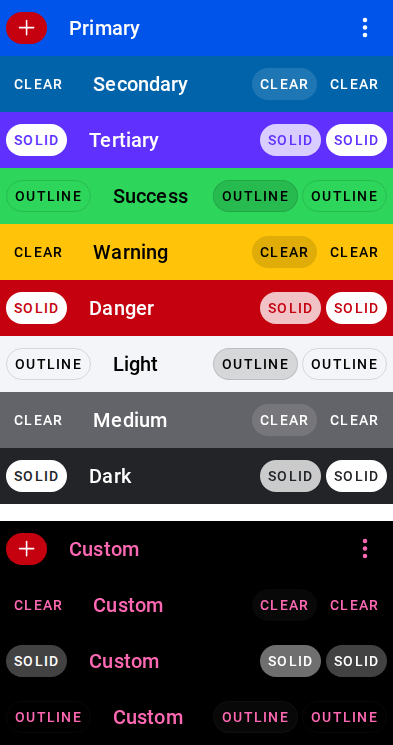 Primary
CLEAR Secondary CLEAR CLEAR
SOLID Tertiary SOLID SOLID
OUTLINE Success OUTLINE OUTLINE
CLEAR Warning CLEAR CLEAR
SOLID Danger SOLID SOLID
OUTLINE Light OUTLINE OUTLINE
CLEAR Medium CLEAR CLEAR
SOLID Dark SOLID SOLID
Custom
CLEAR Custom CLEAR CLEAR
SOLID Custom SOLID SOLID
OUTLINE Custom OUTLINE OUTLINE